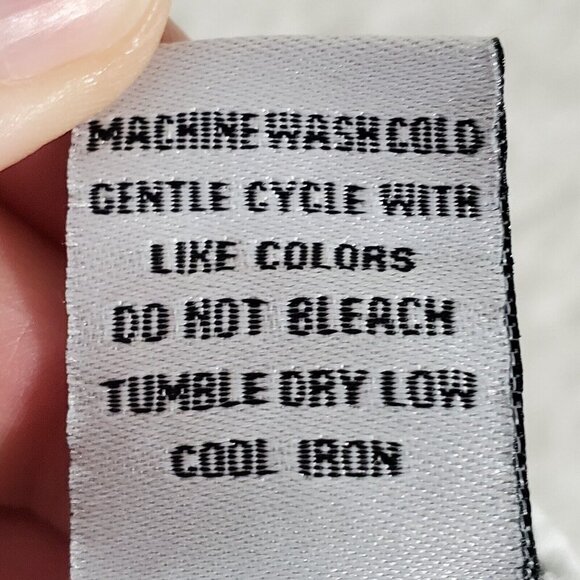 MACHINE WASH COLD
GENTLE CYCLE WITH
LIKE COLORS
DO NOT BLEACH
TUMBLE DRY LOW
COOL IRON